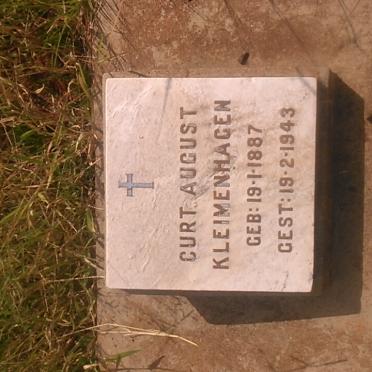 CURT AUGUST
KLEIMENHAGEN
GEB: 19·1·1887
GEST: 19·2·1943